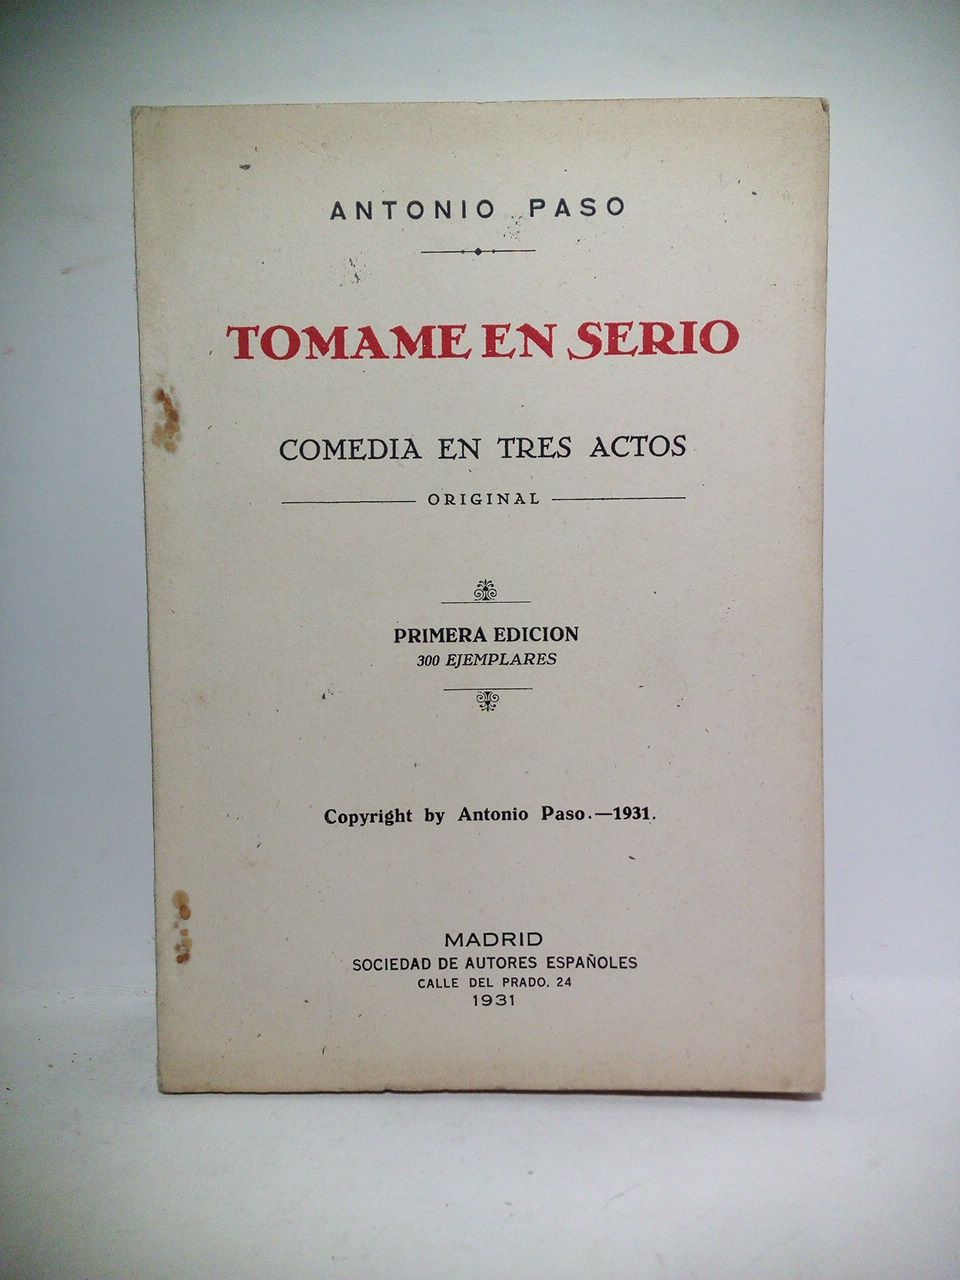 ANTONIO PASO
TOMAME EN SERIO
COMEDIA EN TRES ACTOS
ORIGINAL
PRIMERA EDICION
300 EJEMPLARES
Copyright by Antonio Paso.—1931.
MADRID
SOCIEDAD DE AUTORES ESPAÑOLES
CALLE DEL PRADO, 24
1931